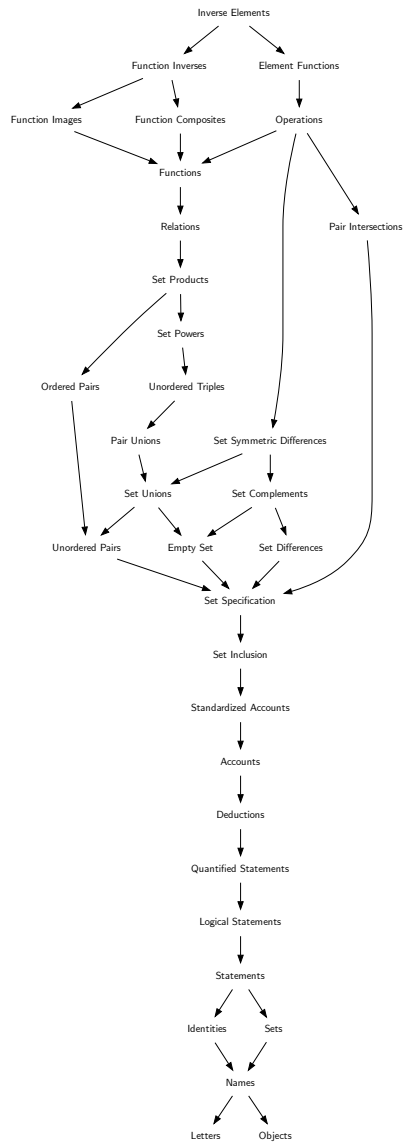 Inverse Elements
Function Inverses
Element Functions
Function Images
Function Composites
Operations
Functions
Relations
Pair Intersections
Set Products
Set Powers
Ordered Pairs
Unordered Triples
Pair Unions
Set Symmetric Differences
Set Unions
Set Complements
Unordered Pairs
Empty Set
Set Differences
Set Specification
Set Inclusion
Standardized Accounts
Accounts
Deductions
Quantified Statements
Logical Statements
Statements
Identities
Sets
Names
Letters
Objects